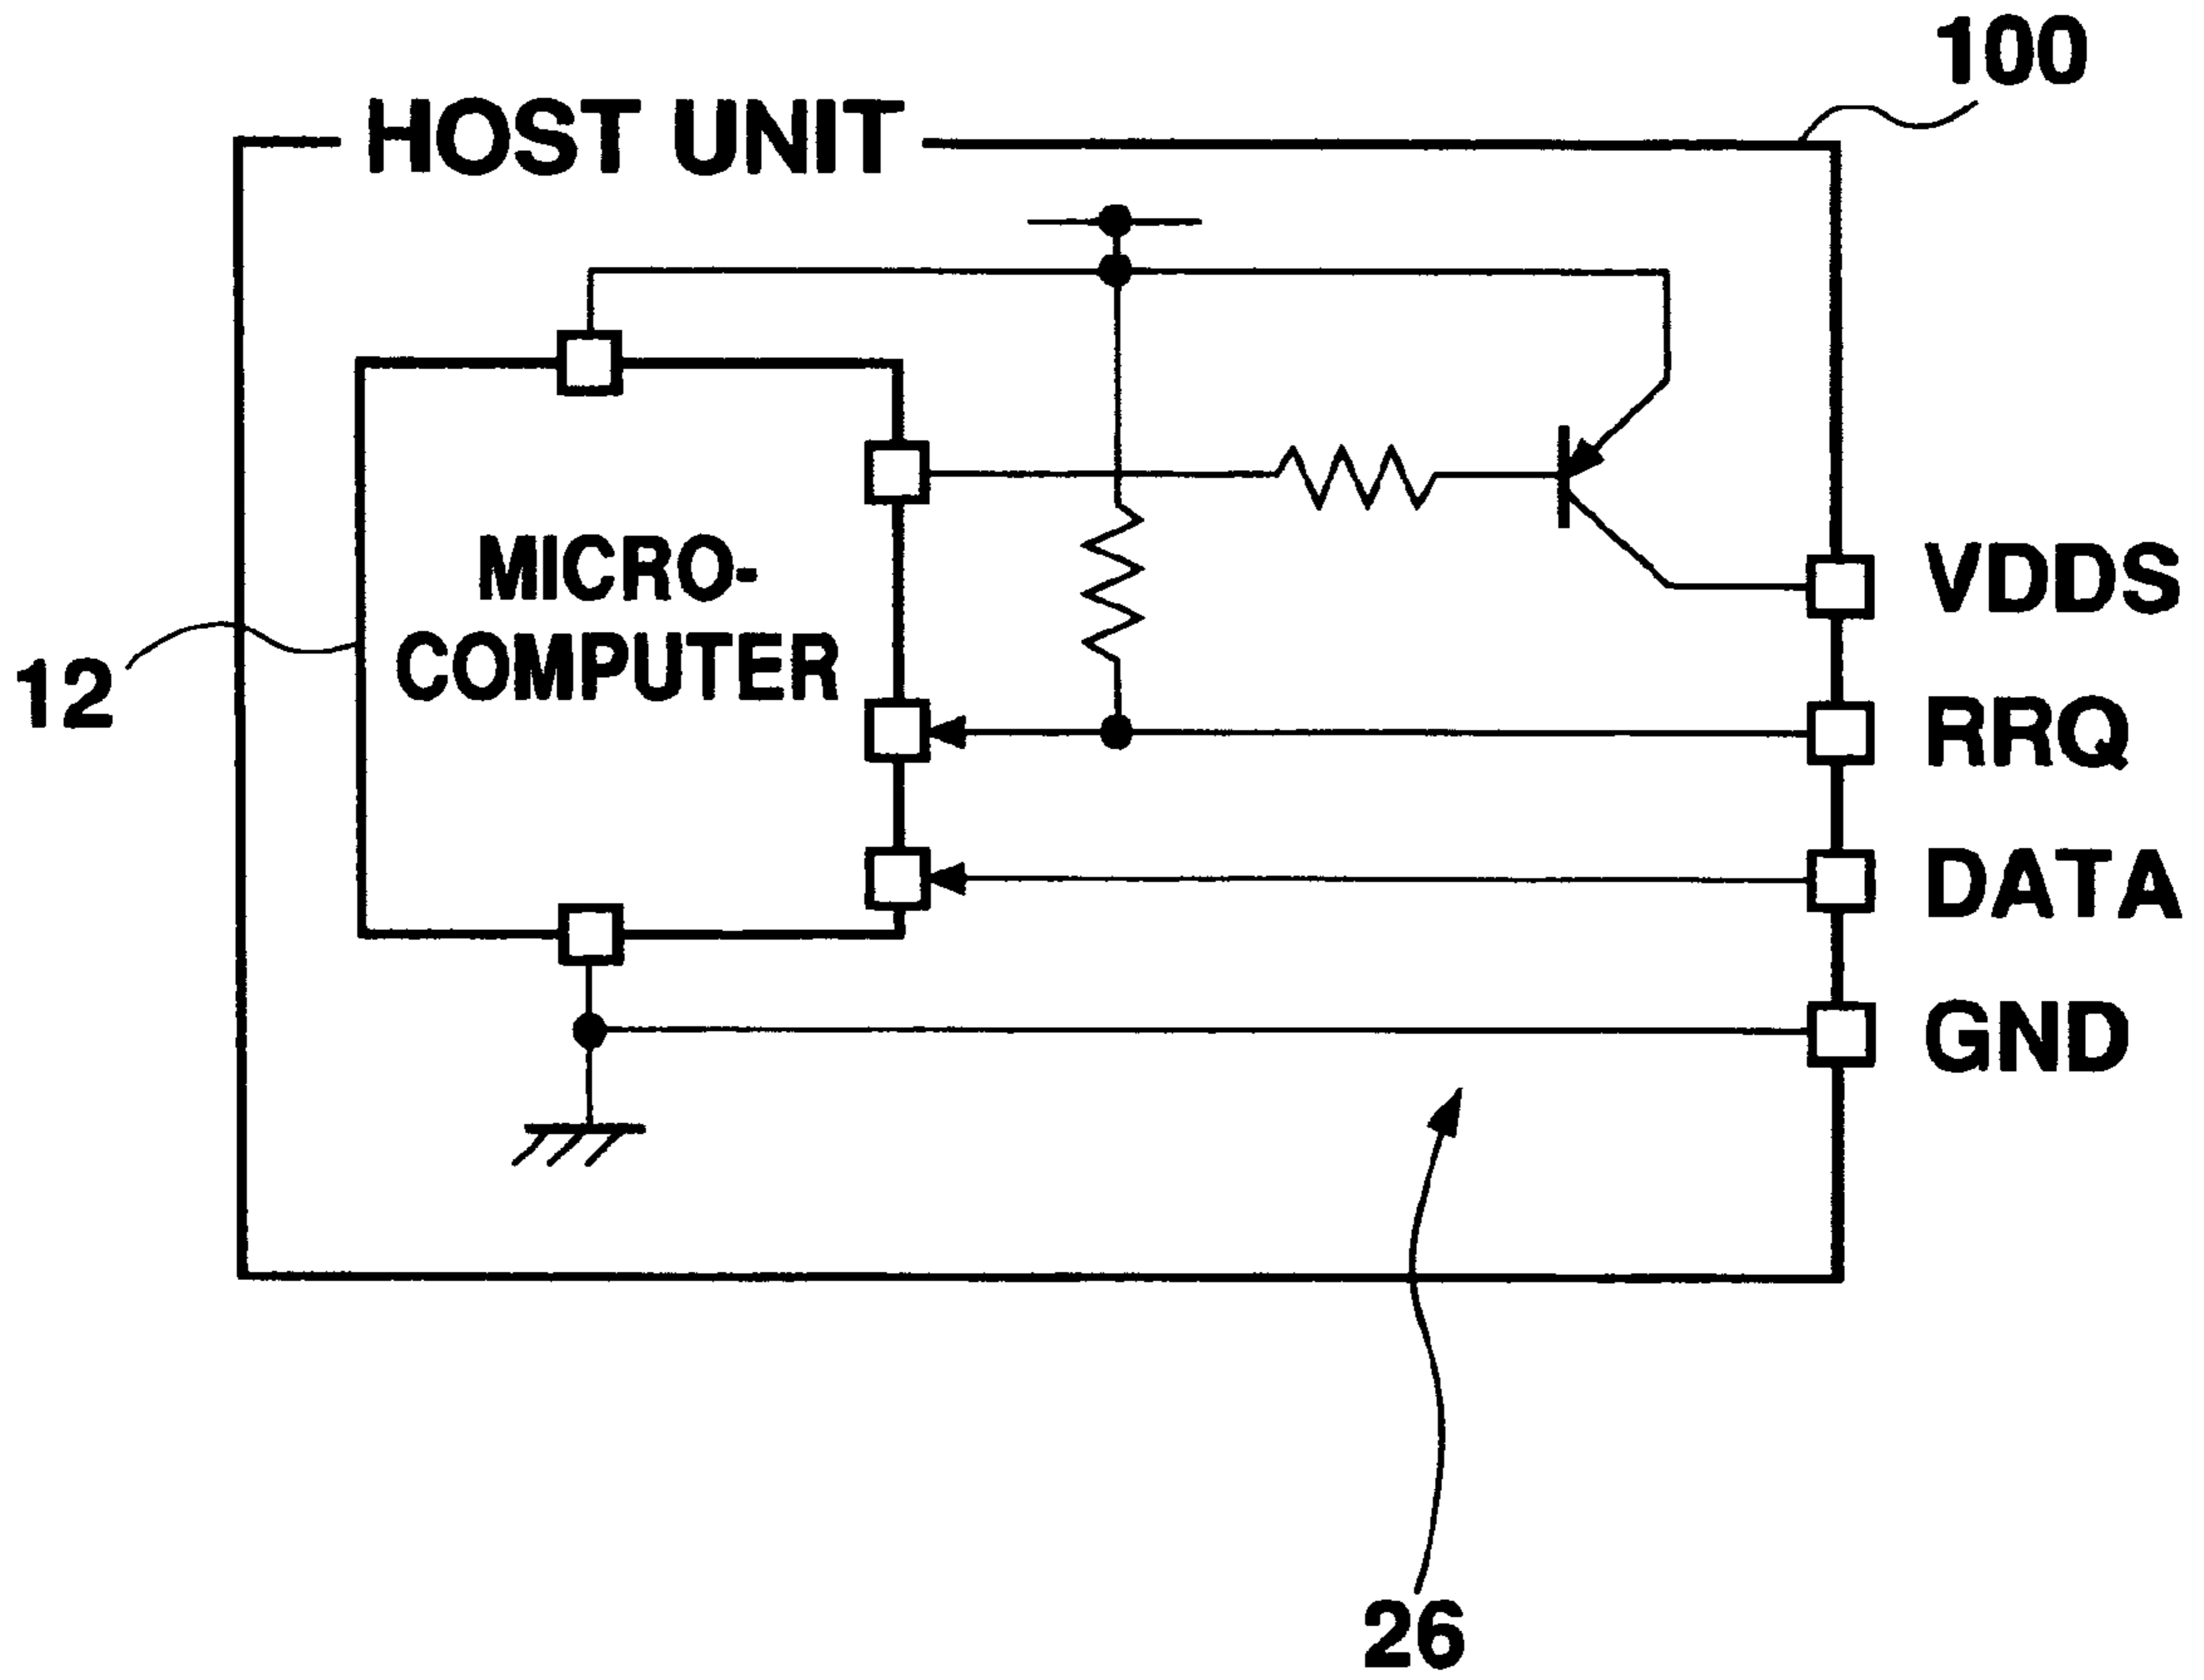 100
HOST UNIT
MICRO-
COMPUTER
12
VDDS
RRQ
DATA
GND
26